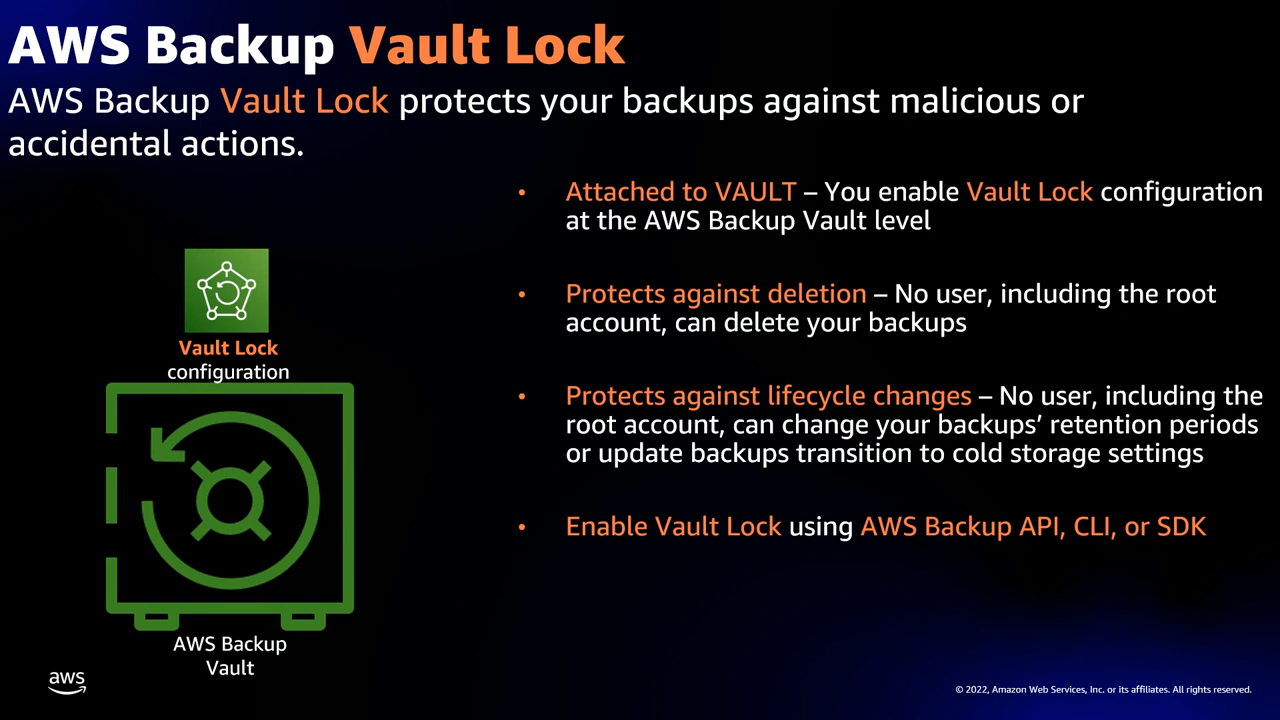 AWS Backup Vault Lock
AWS Backup Vault Lock protects your backups against malicious or
accidental actions.
• Attached to VAULT – You enable Vault Lock configuration
at the AWS Backup Vault level
• Protects against deletion – No user, including the root
account, can delete your backups
• Protects against lifecycle changes – No user, including the
root account, can change your backups’ retention periods
or update backups transition to cold storage settings
• Enable Vault Lock using AWS Backup API, CLI, or SDK
Vault Lock
configuration
AWS Backup
Vault
aws
© 2022, Amazon Web Services, Inc. or its affiliates. All rights reserved.